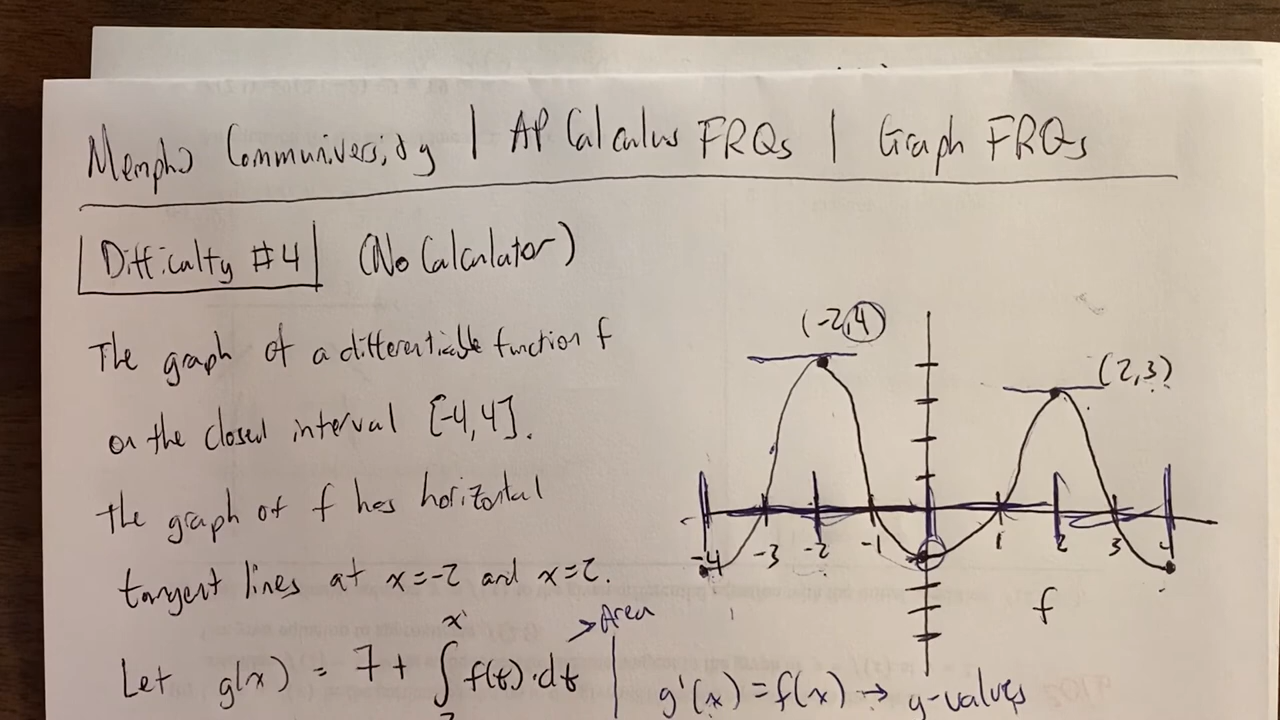 Memphis Communiversity | AP Calculus FRQs | Graph FRQs
Difficulty #4 (No Calculator)
The graph of a differentiable function f
on the closed interval [-4,4].
The graph of f has horizontal
tangent lines at x=-2 and x=2.
Let g(x) = 7 + ∫ x f(t)·dt
> Area
g'(x) = f(x) → y-values
(-2,4)
(2,3)
-4 -3 -2 -1 1 2 3 4
f